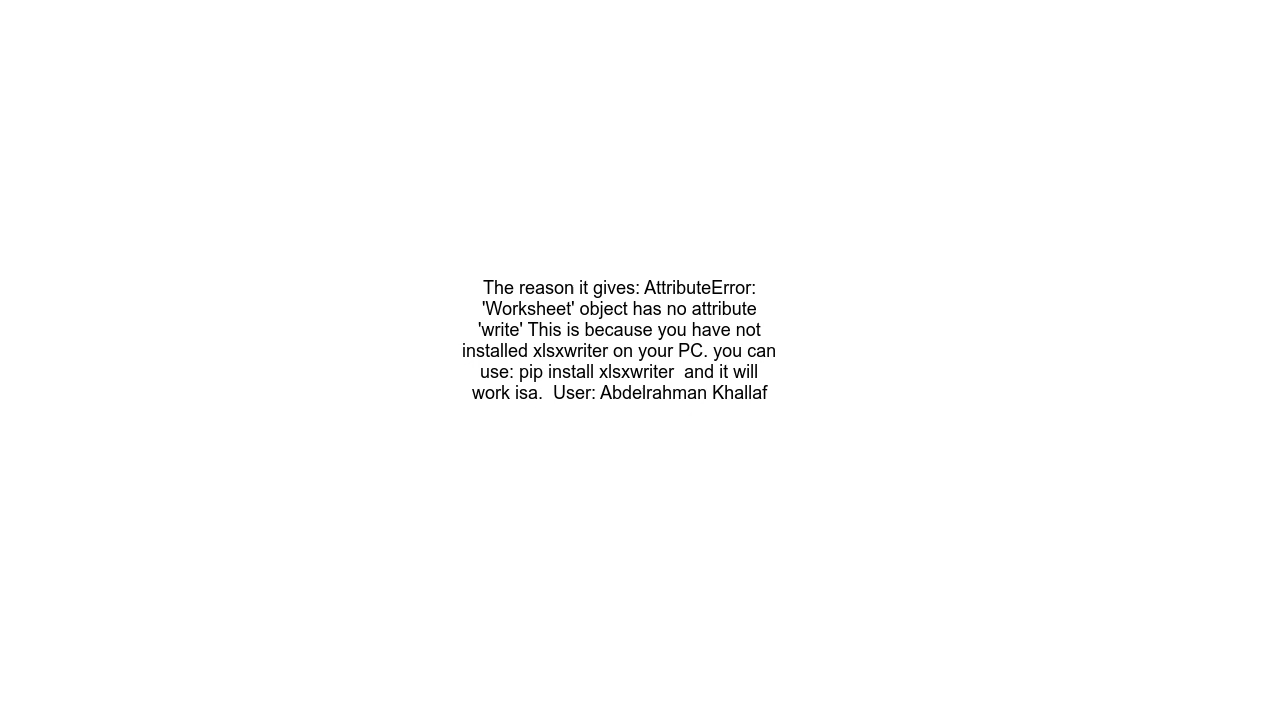 The reason it gives: AttributeError:
'Worksheet' object has no attribute
'write' This is because you have not
installed xlsxwriter on your PC. you can
use: pip install xlsxwriter  and it will
work isa.  User: Abdelrahman Khallaf